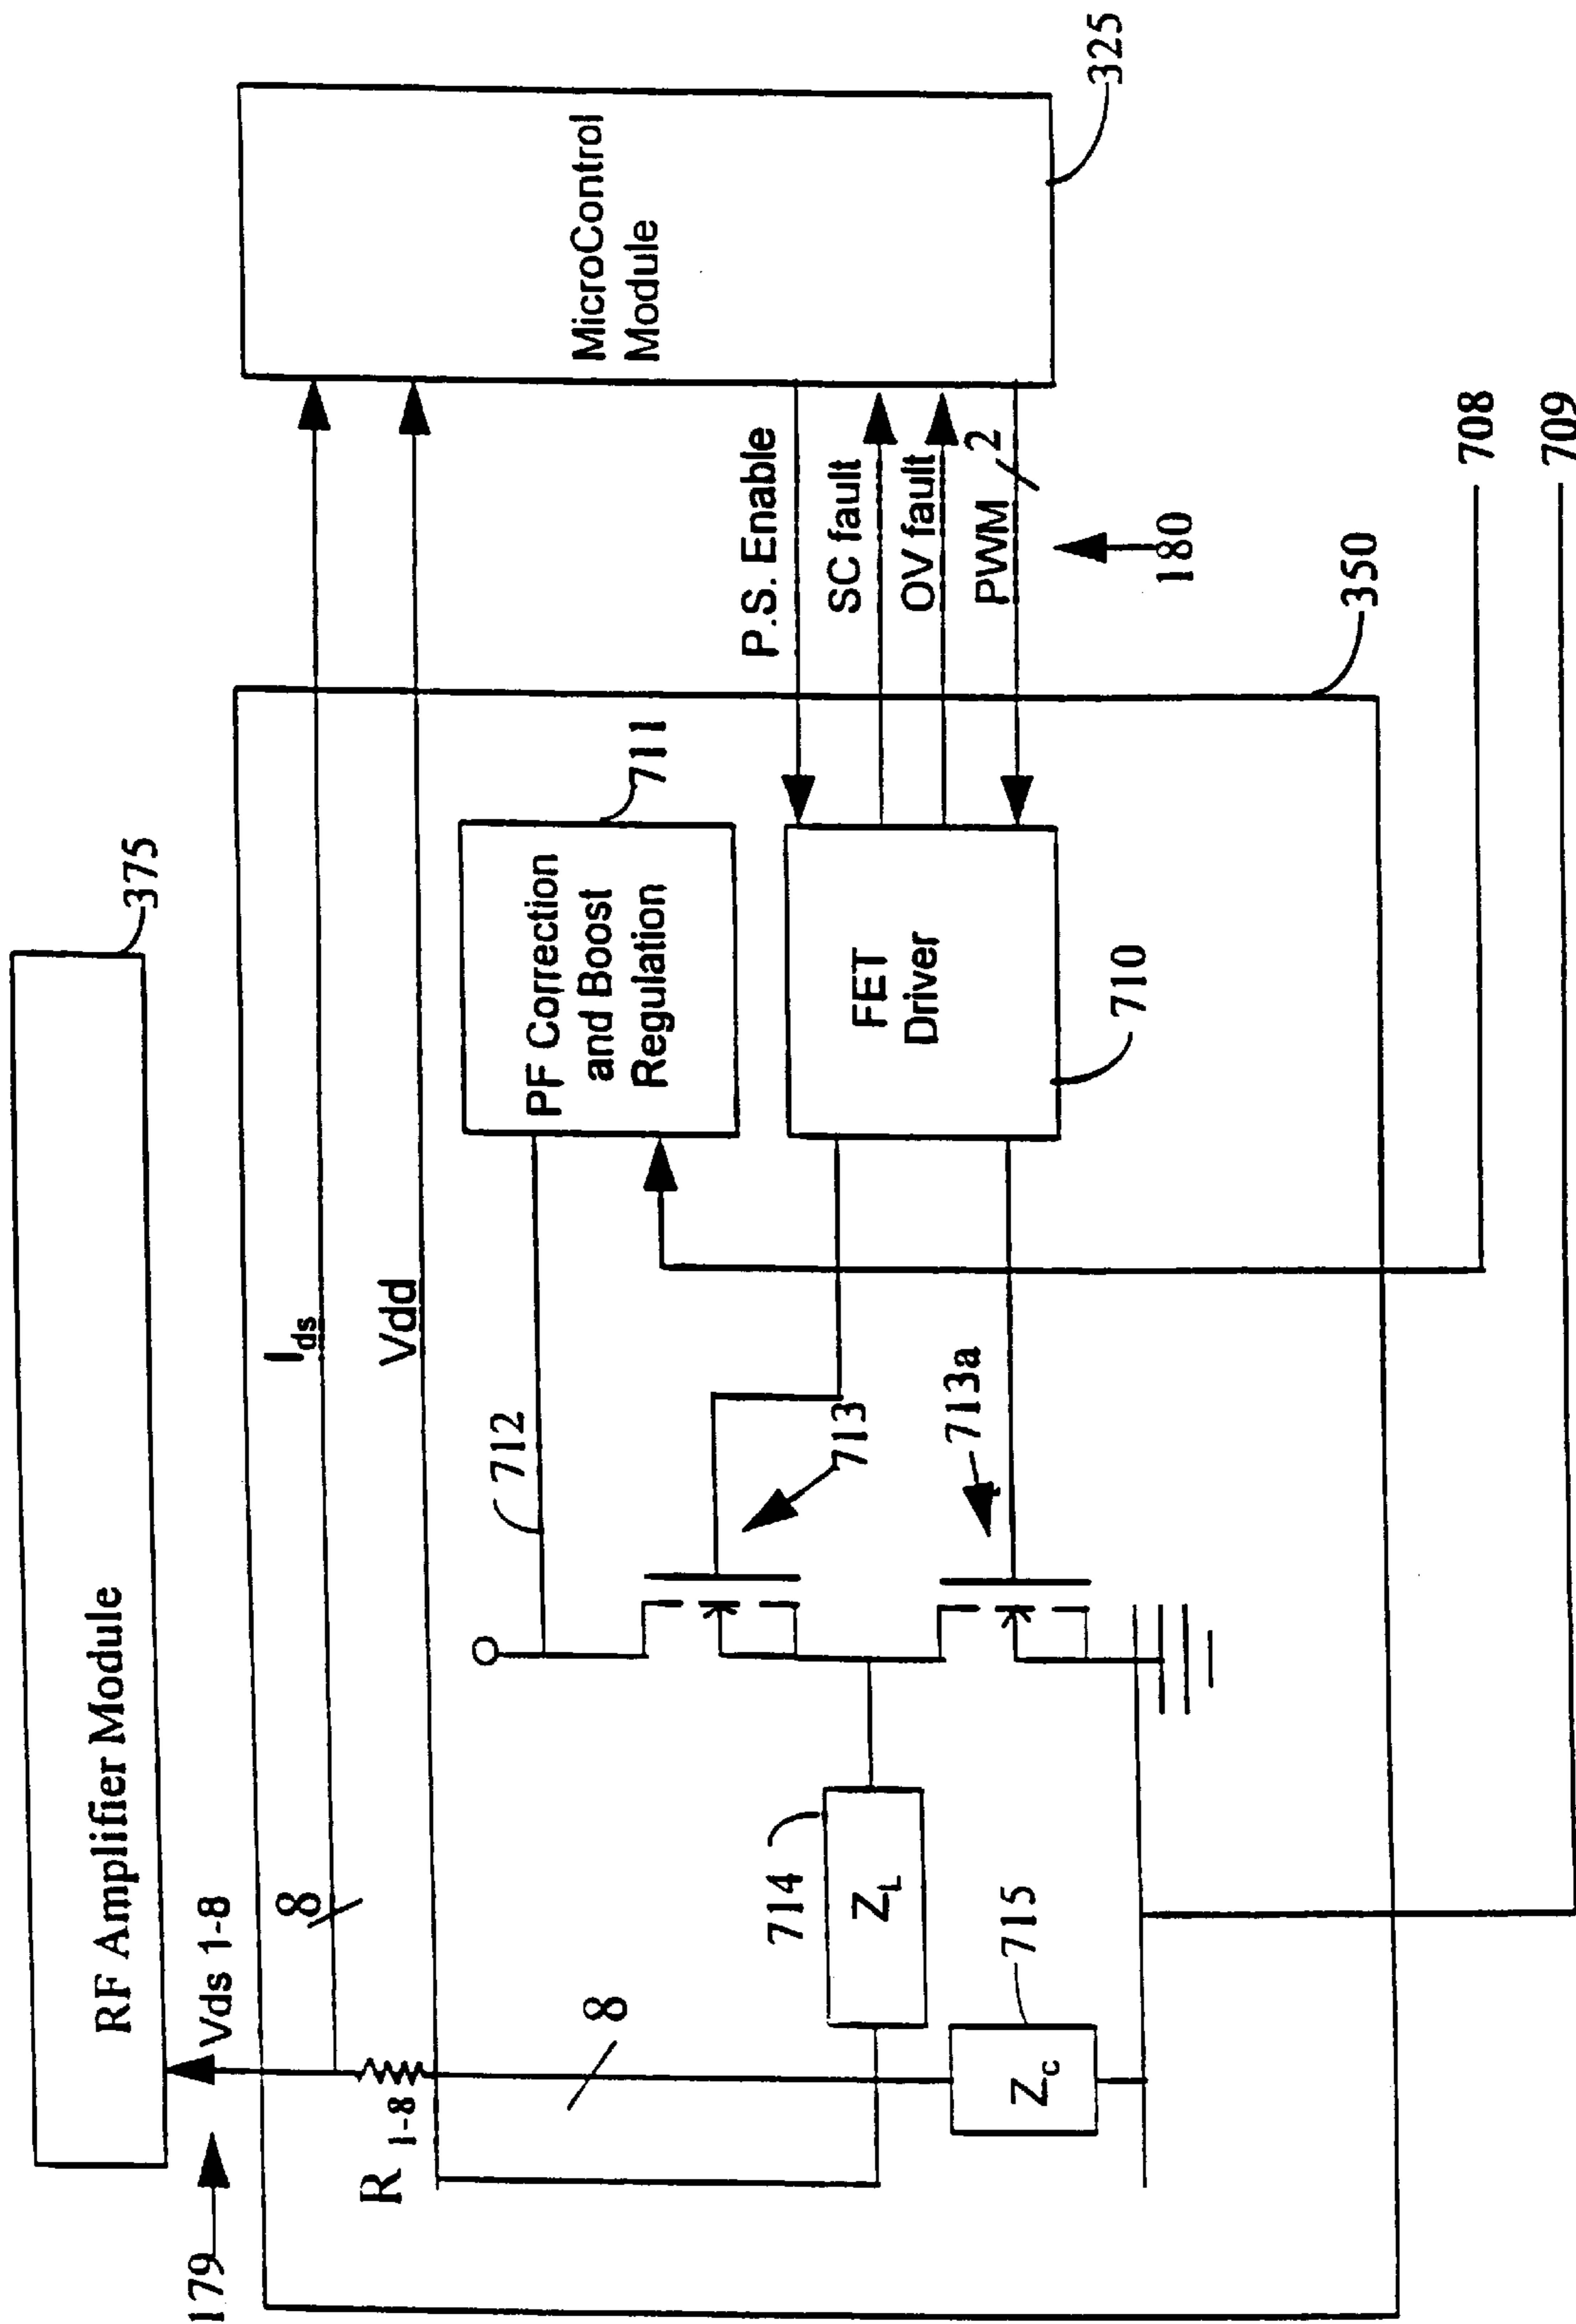 RF Amplifier Module
375
179
Vds 1-8
8
I ds
Vdd
R 1-8
8
712
PF Correction
and Boost
Regulation
711
MicroControl
Module
325
P.S. Enable
SC fault
OV fault
PWM
2
180
FET
Driver
710
713
713a
714
ZL
715
Zc
350
708
709